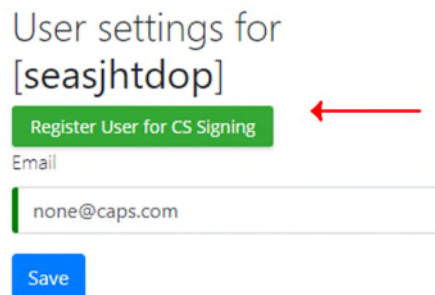 User settings for
[seasjhtdop]
Register User for CS Signing
Email
none@caps.com
Save